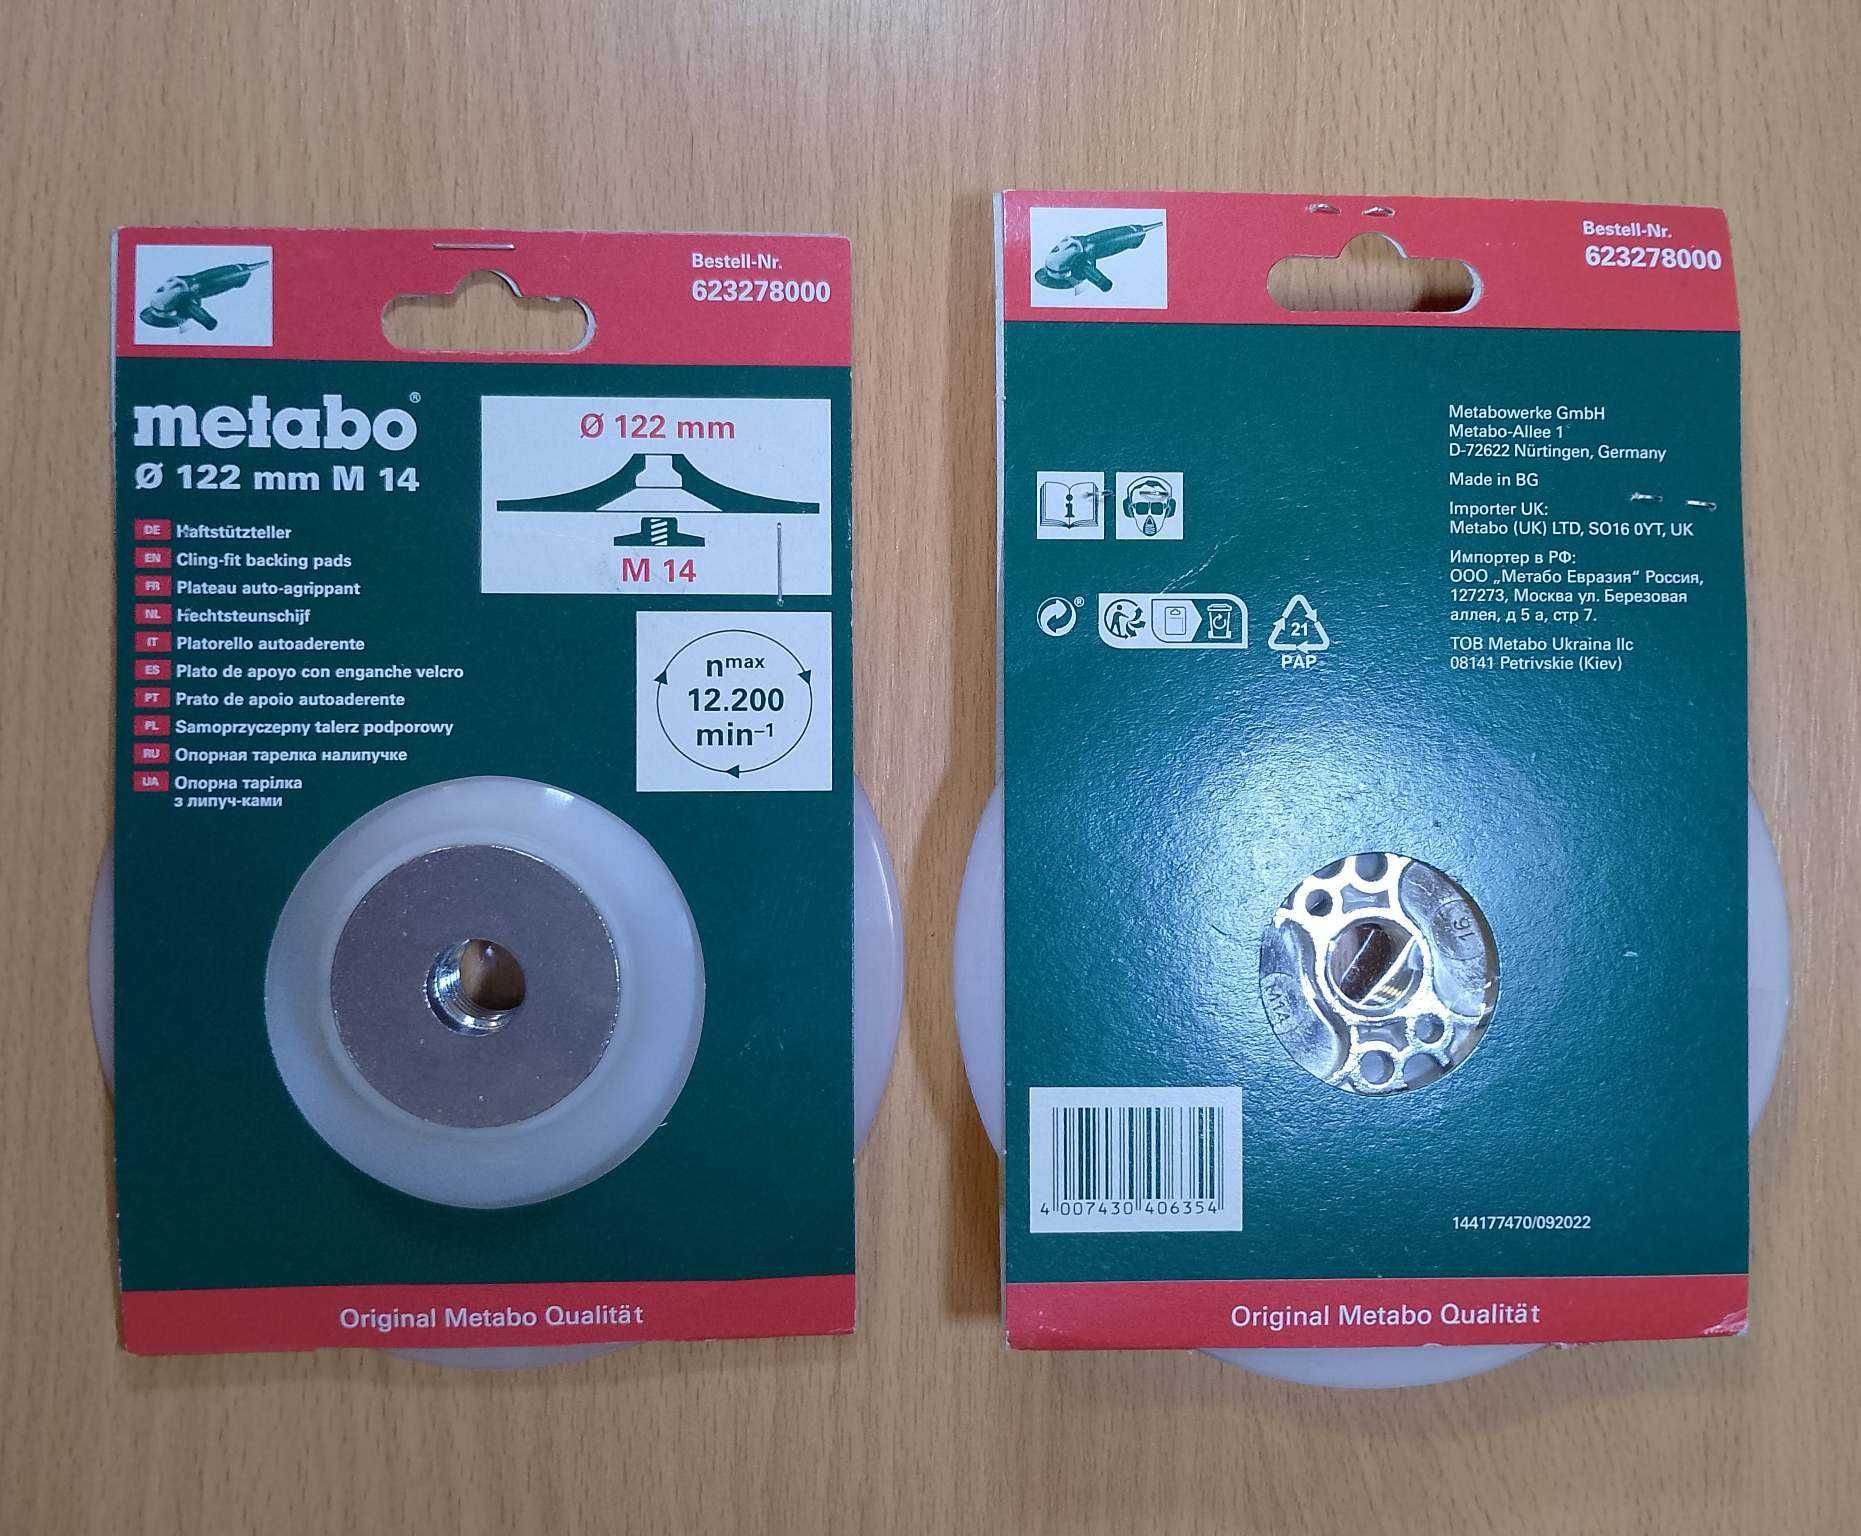 Bestell-Nr.
623278000
metabo®
Ø 122 mm M 14
Ø 122 mm
M 14
DE Haftstützteller
EN Cling-fit backing pads
FR Plateau auto-agrippant
NL Hechtsteunschijf
IT Platorello autoaderente
ES Plato de apoyo con enganche velcro
PT Prato de apoio autoaderente
PL Samoprzyczepny talerz podporowy
RU Опорная тарелка налипучке
UA Опорна тарілка
з липуч-ками
nmax
12.200
min–1
Original Metabo Qualität
Bestell-Nr.
623278000
Metabowerke GmbH
Metabo-Allee 1
D-72622 Nürtingen, Germany
Made in BG
Importer UK:
Metabo (UK) LTD, SO16 0YT, UK
Импортер в РФ:
ООО „Метабо Евразия“ Россия,
127273, Москва ул. Березовая
аллея, д 5 а, стр 7.
ТОВ Metabo Ukraina llc
08141 Petrivskie (Kiev)
i
®
21
PAP
16
M14
4 007430 406354
144177470/092022
Original Metabo Qualität